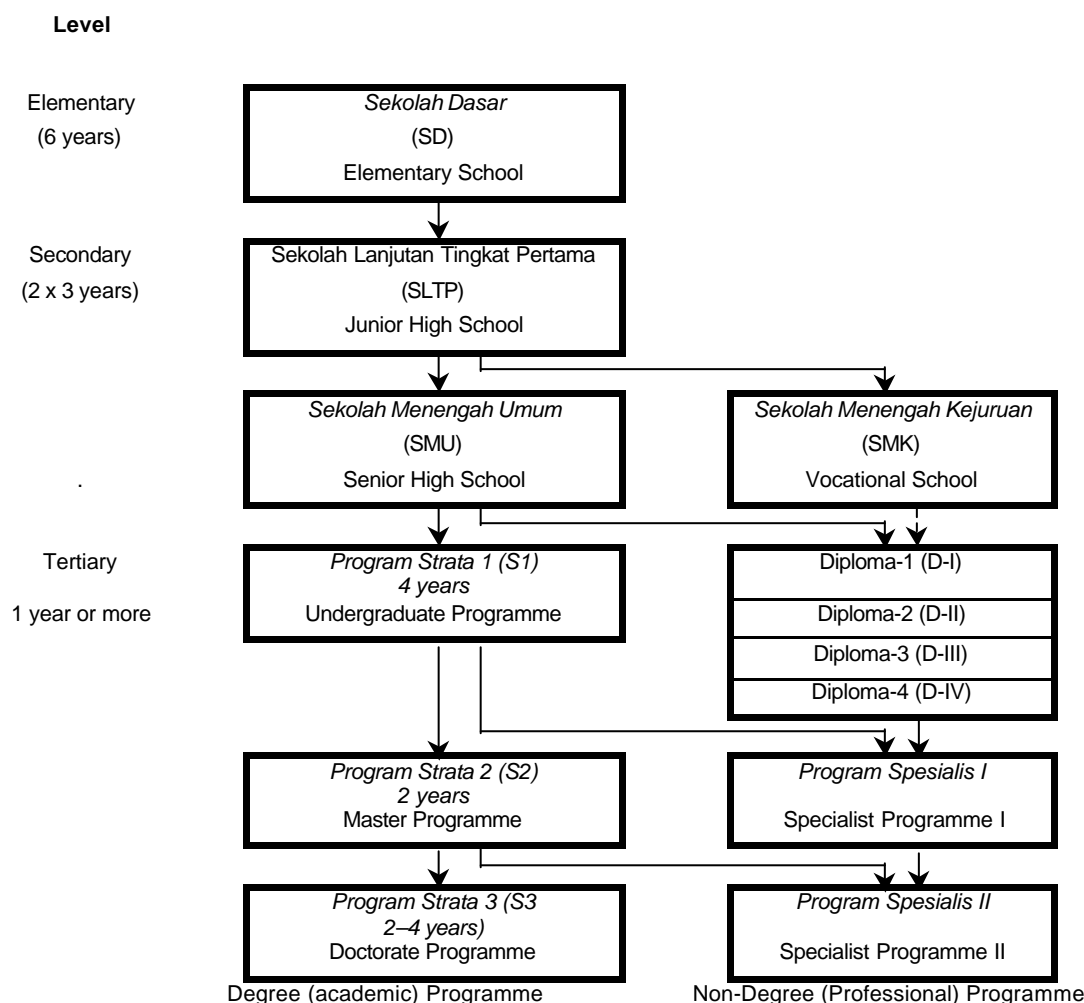 Level
Elementary
(6 years)
Sekolah Dasar
(SD)
Elementary School
Secondary
(2 x 3 years)
Sekolah Lanjutan Tingkat Pertama
(SLTP)
Junior High School
Sekolah Menengah Umum
(SMU)
Senior High School
.
Sekolah Menengah Kejuruan
(SMK)
Vocational School
Tertiary
1 year or more
Program Strata 1 (S1)
4 years
Undergraduate Programme
Diploma-1 (D-I)
Diploma-2 (D-II)
Diploma-3 (D-III)
Diploma-4 (D-IV)
Program Strata 2 (S2)
2 years
Master Programme
Program Spesialis I
Specialist Programme I
Program Strata 3 (S3
2–4 years)
Doctorate Programme
Program Spesialis II
Specialist Programme II
Degree (academic) Programme
Non-Degree (Professional) Programme